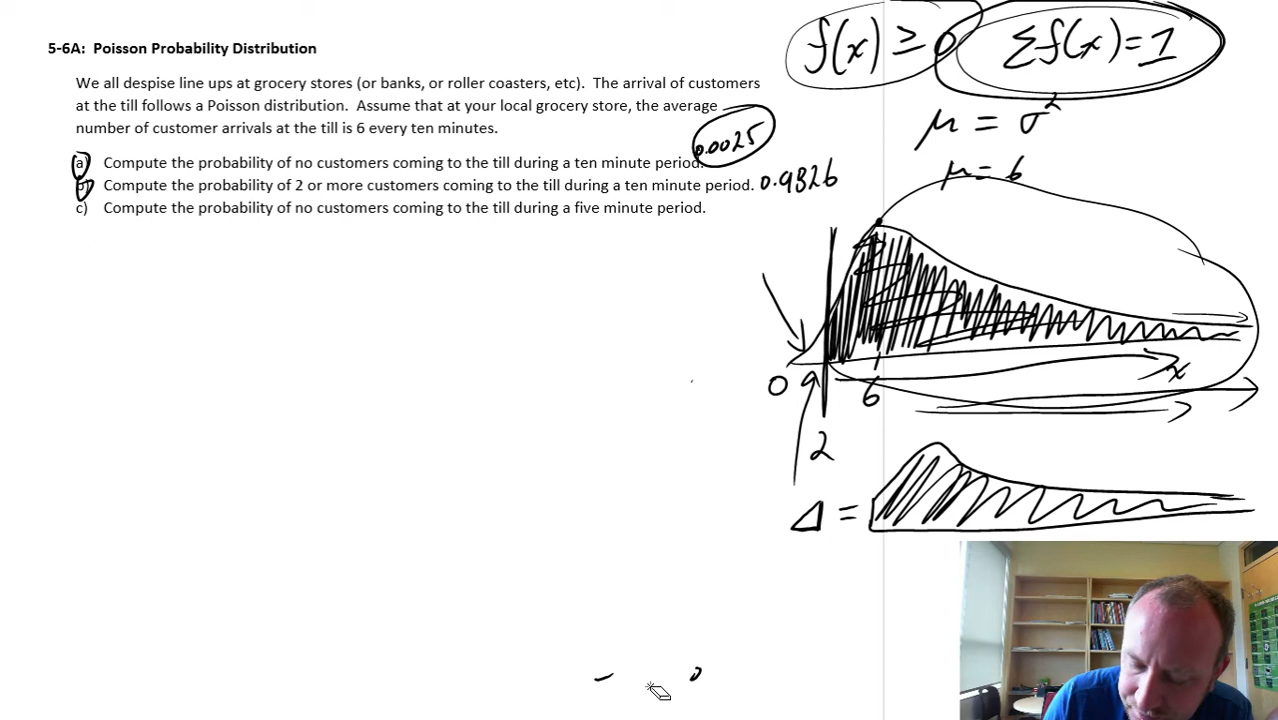 5-6A: Poisson Probability Distribution
f(x) ≥ 0 Σf(x) = 1
We all despise line ups at grocery stores (or banks, or roller coasters, etc). The arrival of customers
at the till follows a Poisson distribution. Assume that at your local grocery store, the average
number of customer arrivals at the till is 6 every ten minutes.
μ = σ²
a) Compute the probability of no customers coming to the till during a ten minute period. 0.0025
μ = 6
b) Compute the probability of 2 or more customers coming to the till during a ten minute period. 0.9826
c) Compute the probability of no customers coming to the till during a five minute period.
x
0 6
2
Δ =